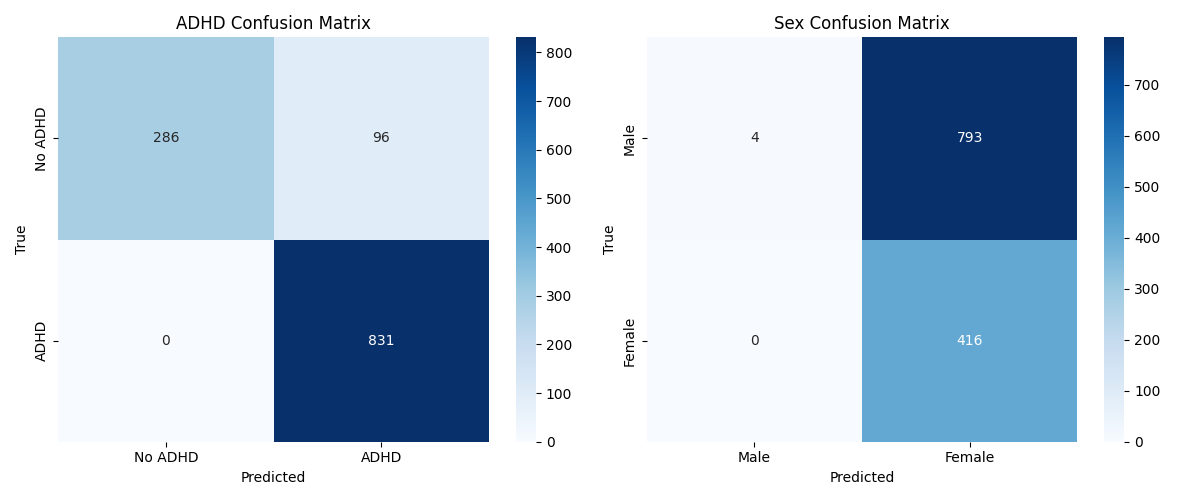 ADHD Confusion Matrix
No ADHD
ADHD
True
286
96
0
831
No ADHD
ADHD
Predicted
800
700
600
500
400
300
200
100
0
Sex Confusion Matrix
Male
Female
True
4
793
0
416
Male
Female
Predicted
700
600
500
400
300
200
100
0